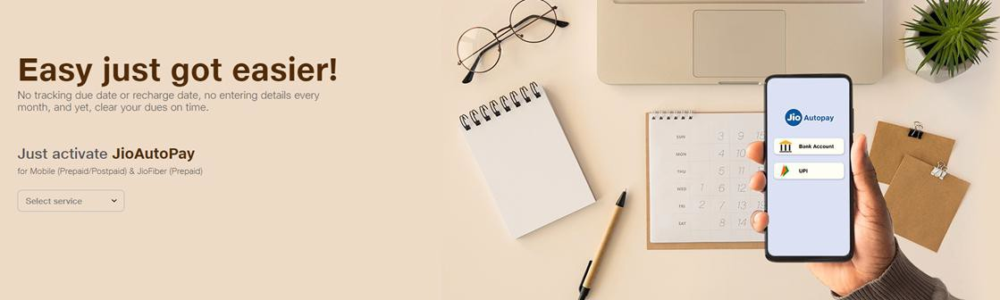 Easy just got easier!
No tracking due date or recharge date, no entering details every
month, and yet, clear your dues on time.
Just activate JioAutoPay
for Mobile (Prepaid/Postpaid) & JioFiber (Prepaid)
Select service
Jio Autopay
Bank Account
UPI
SUN 3 9 15
MON 4 10
THU 5 11
WED 1 6 12
FRI 2 7 13 19
SAT 8 14